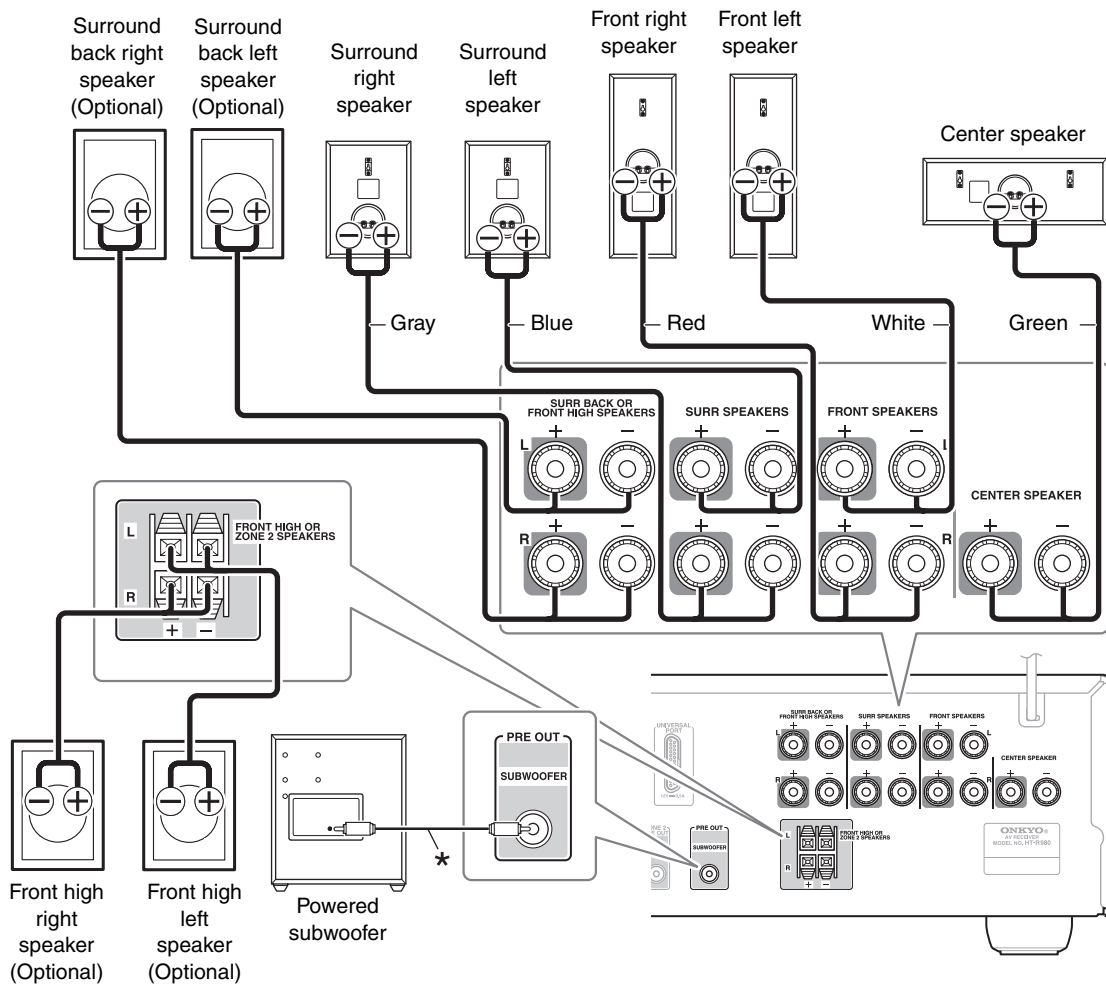 Surround
back right
speaker
(Optional)
Surround
back left
speaker
(Optional)
Surround
right
speaker
Surround
left
speaker
Front right
speaker
Front left
speaker
Center speaker
Gray
Blue
Red
White
Green
SURR BACK OR
FRONT HIGH SPEAKERS
SURR SPEAKERS
FRONT SPEAKERS
+ − + − + −
L L
CENTER SPEAKER
R + − + − + − R + −
L
FRONT HIGH OR
ZONE 2 SPEAKERS
R
+ −
− +
− +
Front high
right
speaker
(Optional)
Front high
left
speaker
(Optional)
Powered
subwoofer
*
PRE OUT
SUBWOOFER
UNIVERSAL
PORT
SURR BACK OR
FRONT HIGH SPEAKERS
SURR SPEAKERS
FRONT SPEAKERS
+ − + − + −
L L
CENTER SPEAKER
R + − + − + − R + −
PRE OUT
SUBWOOFER
L
FRONT HIGH OR
ZONE 2 SPEAKERS
R
+ −
ONKYO®
AV RECEIVER
MODEL NO. HT-R980